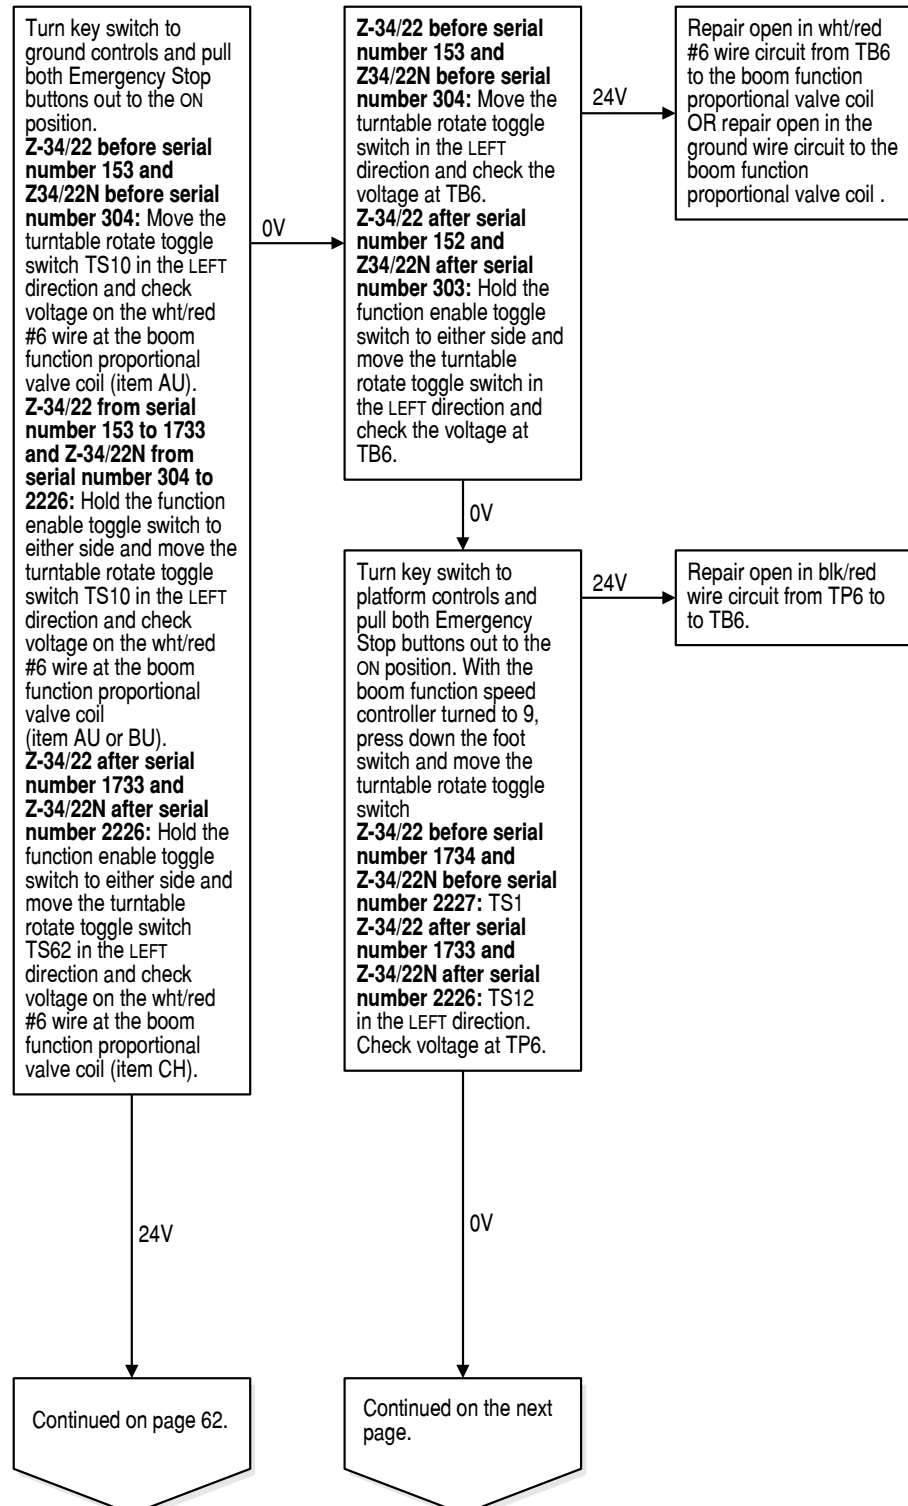 Turn key switch to
ground controls and pull
both Emergency Stop
buttons out to the ON
position.
Z-34/22 before serial
number 153 and
Z34/22N before serial
number 304: Move the
turntable rotate toggle
switch TS10 in the LEFT
direction and check
voltage on the wht/red
#6 wire at the boom
function proportional
valve coil (item AU).
Z-34/22 from serial
number 153 to 1733
and Z-34/22N from
serial number 304 to
2226: Hold the function
enable toggle switch to
either side and move the
turntable rotate toggle
switch TS10 in the LEFT
direction and check
voltage on the wht/red
#6 wire at the boom
function proportional
valve coil
(item AU or BU).
Z-34/22 after serial
number 1733 and
Z-34/22N after serial
number 2226: Hold the
function enable toggle
switch to either side and
move the turntable
rotate toggle switch
TS62 in the LEFT
direction and check
voltage on the wht/red
#6 wire at the boom
function proportional
valve coil (item CH).
0V
Z-34/22 before serial
number 153 and
Z34/22N before serial
number 304: Move the
turntable rotate toggle
switch in the LEFT
direction and check the
voltage at TB6.
Z-34/22 after serial
number 152 and
Z34/22N after serial
number 303: Hold the
function enable toggle
switch to either side and
move the turntable
rotate toggle switch in
the LEFT direction and
check the voltage at
TB6.
24V
Repair open in wht/red
#6 wire circuit from TB6
to the boom function
proportional valve coil
OR repair open in the
ground wire circuit to the
boom function
proportional valve coil .
0V
Turn key switch to
platform controls and
pull both Emergency
Stop buttons out to the
ON position. With the
boom function speed
controller turned to 9,
press down the foot
switch and move the
turntable rotate toggle
switch
Z-34/22 before serial
number 1734 and
Z-34/22N before serial
number 2227: TS1
Z-34/22 after serial
number 1733 and
Z-34/22N after serial
number 2226: TS12
in the LEFT direction.
Check voltage at TP6.
24V
Repair open in blk/red
wire circuit from TP6 to
to TB6.
24V
0V
Continued on page 62.
Continued on the next
page.